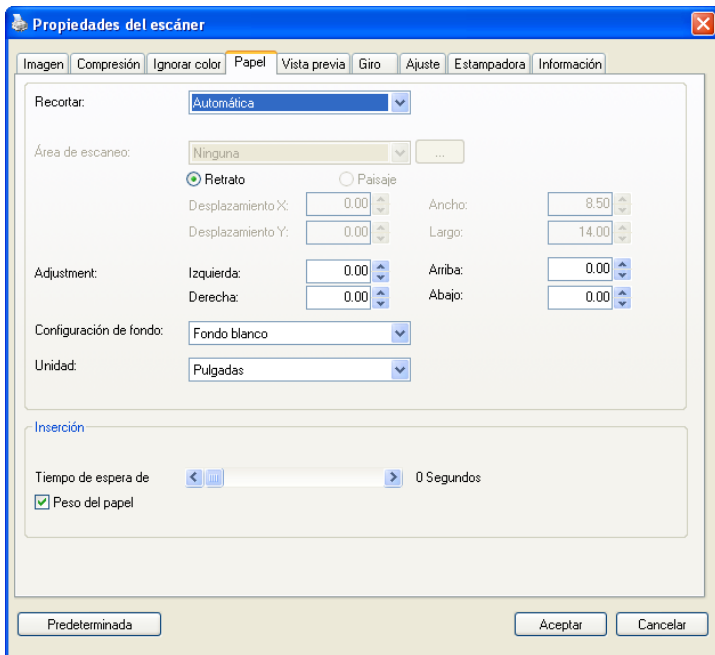 Propiedades del escáner
Imagen Compresión Ignorar color Papel Vista previa Giro Ajuste Estampadora Información
Recortar: Automática
Área de escaneo: Ninguna ...
Retrato Paisaje
Desplazamiento X: 0.00 Ancho: 8.50
Desplazamiento Y: 0.00 Largo: 14.00
Adjustment: Izquierda: 0.00 Arriba: 0.00
Derecha: 0.00 Abajo: 0.00
Configuración de fondo: Fondo blanco
Unidad: Pulgadas
Inserción
Tiempo de espera de 0 Segundos
Peso del papel
Predeterminada Aceptar Cancelar